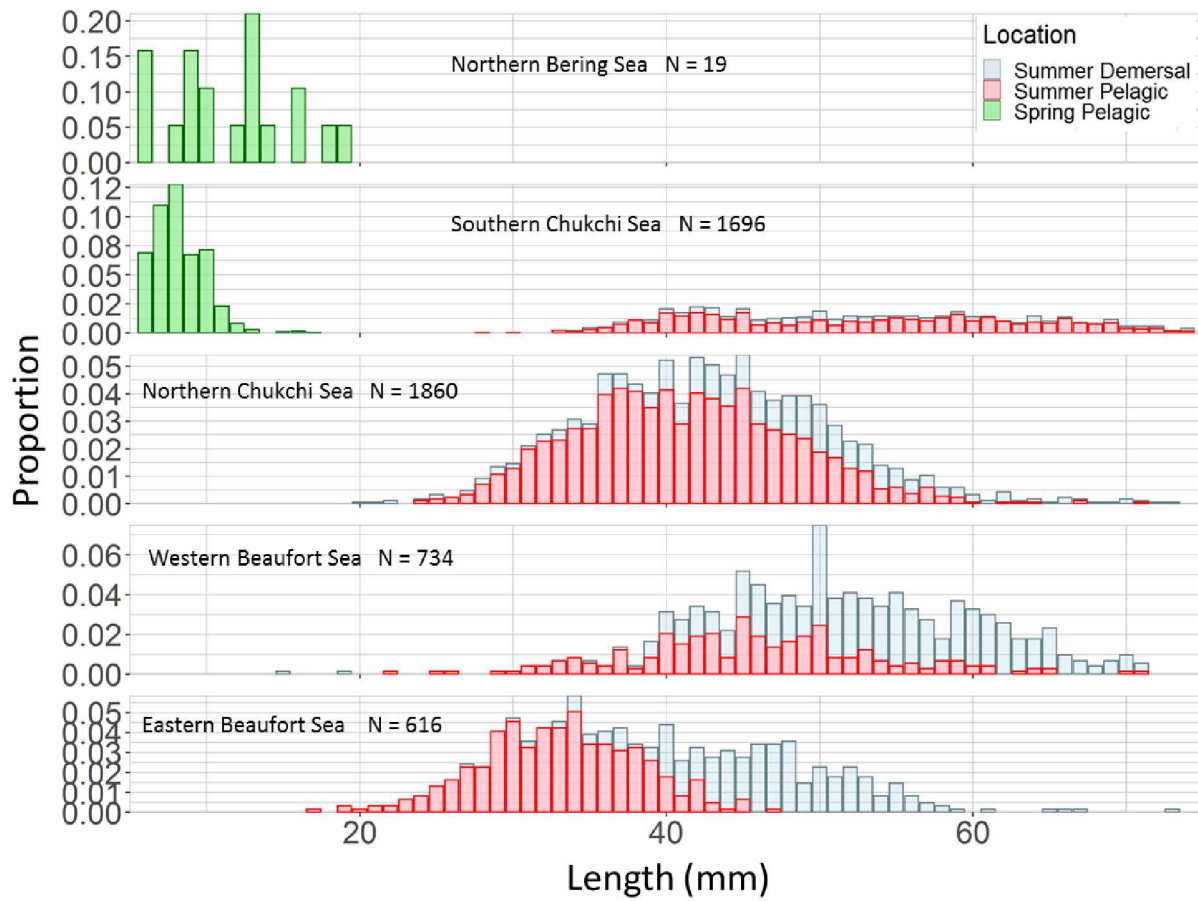 Location
Summer Demersal
Summer Pelagic
Spring Pelagic
Proportion
Northern Bering Sea N = 19
0.20
0.15
0.10
0.05
0.00
Southern Chukchi Sea N = 1696
0.12
0.10
0.08
0.05
0.02
0.00
Northern Chukchi Sea N = 1860
0.05
0.04
0.03
0.02
0.01
0.00
Western Beaufort Sea N = 734
0.06
0.04
0.02
0.00
Eastern Beaufort Sea N = 616
0.05
0.04
0.03
0.02
0.01
0.00
20 40 60
Length (mm)